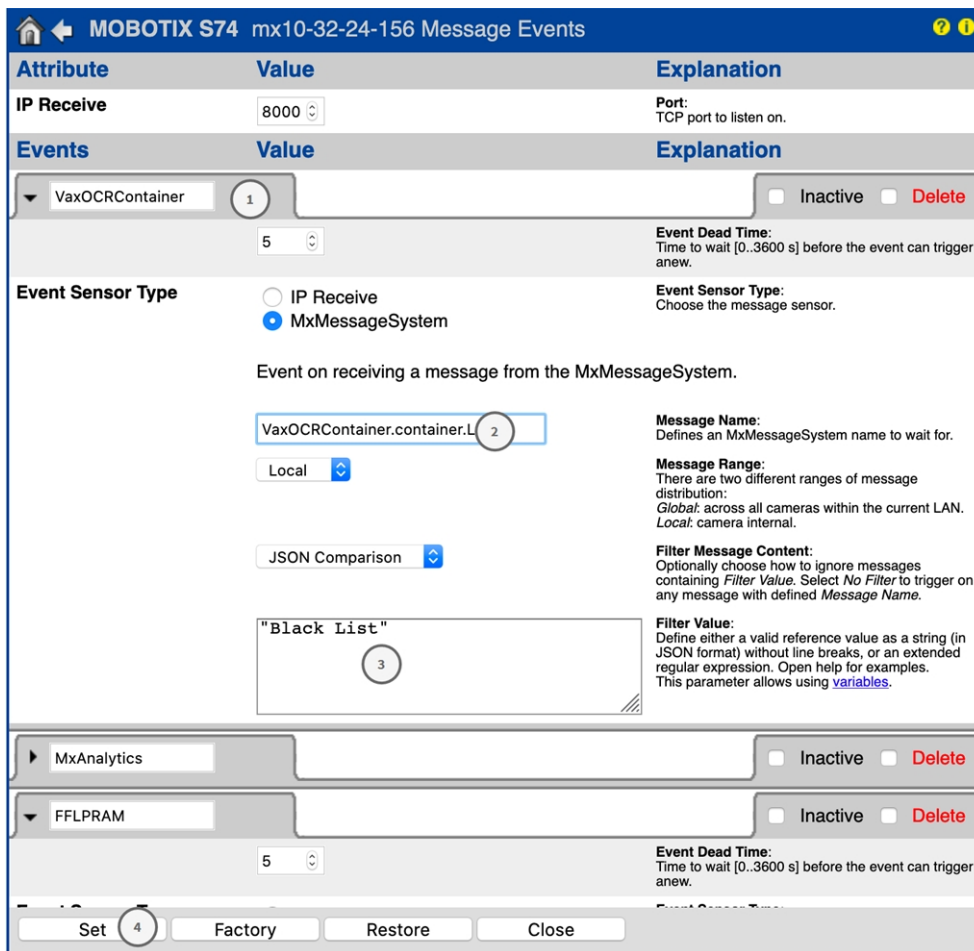 MOBOTIX S74 mx10-32-24-156 Message Events ? i
Attribute Value Explanation
IP Receive 8000 Port:
TCP port to listen on.
Events Value Explanation
VaxOCRContainer 1 Inactive Delete
5 Event Dead Time:
Time to wait [0..3600 s] before the event can trigger
anew.
Event Sensor Type IP Receive Event Sensor Type:
MxMessageSystem Choose the message sensor.
Event on receiving a message from the MxMessageSystem.
VaxOCRContainer.container.L 2 Message Name:
Defines an MxMessageSystem name to wait for.
Local Message Range:
There are two different ranges of message
distribution:
Global: across all cameras within the current LAN.
Local: camera internal.
JSON Comparison Filter Message Content:
Optionally choose how to ignore messages
containing Filter Value. Select No Filter to trigger on
any message with defined Message Name.
"Black List" Filter Value:
3 Define either a valid reference value as a string (in
JSON format) without line breaks, or an extended
regular expression. Open help for examples.
This parameter allows using variables.
MxAnalytics Inactive Delete
FFLPRAM Inactive Delete
5 Event Dead Time:
Time to wait [0..3600 s] before the event can trigger
anew.
Set 4 Factory Restore Close